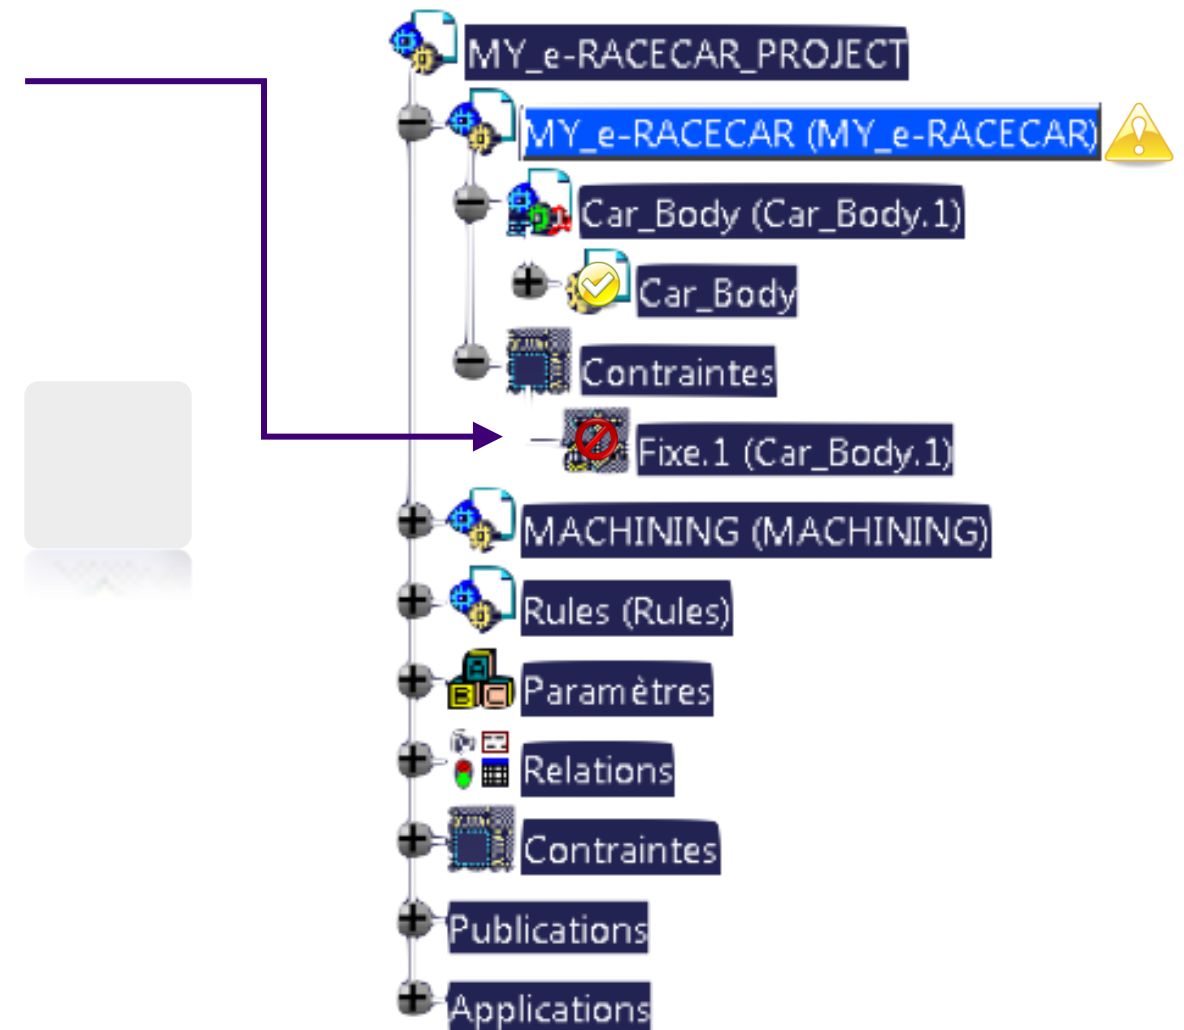 MY_e-RACECAR_PROJECT
MY_e-RACECAR (MY_e-RACECAR)
Car_Body (Car_Body.1)
Car_Body
Contraintes
Fixe.1 (Car_Body.1)
MACHINING (MACHINING)
Rules (Rules)
Paramètres
Relations
Contraintes
Publications
Applications